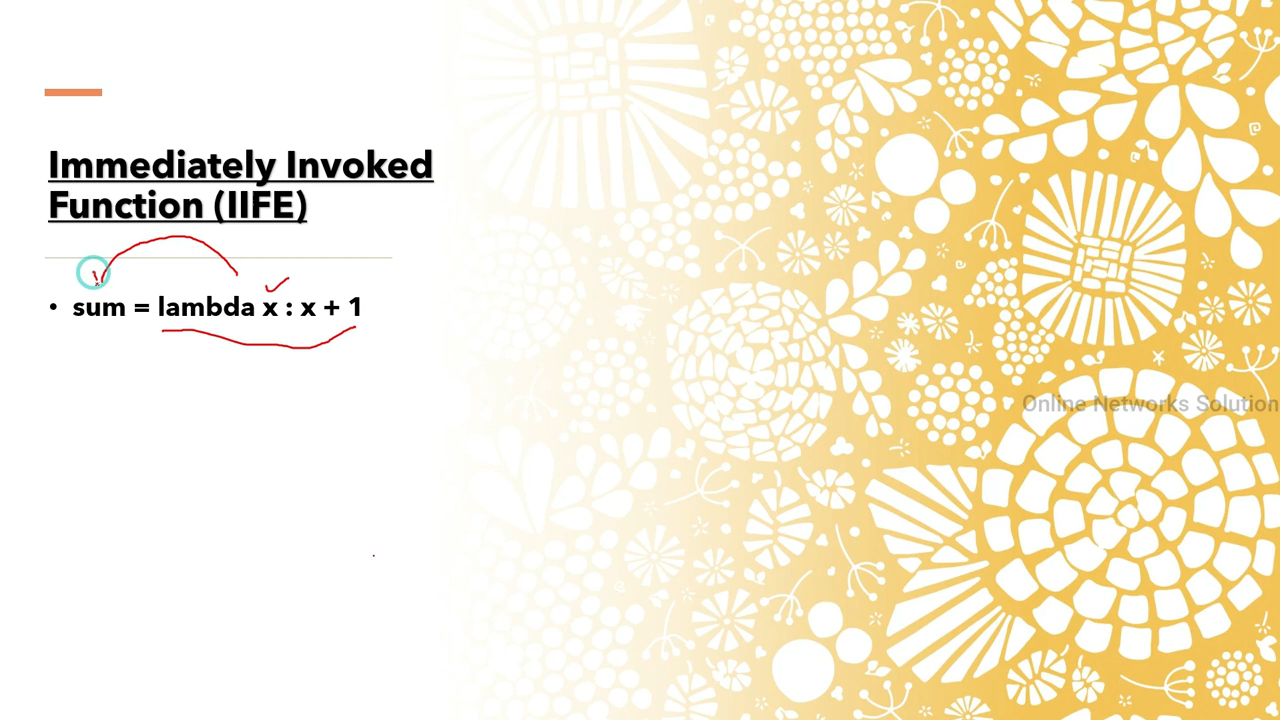 Immediately Invoked
Function (IIFE)
• sum = lambda x : x + 1
Online Networks Solution